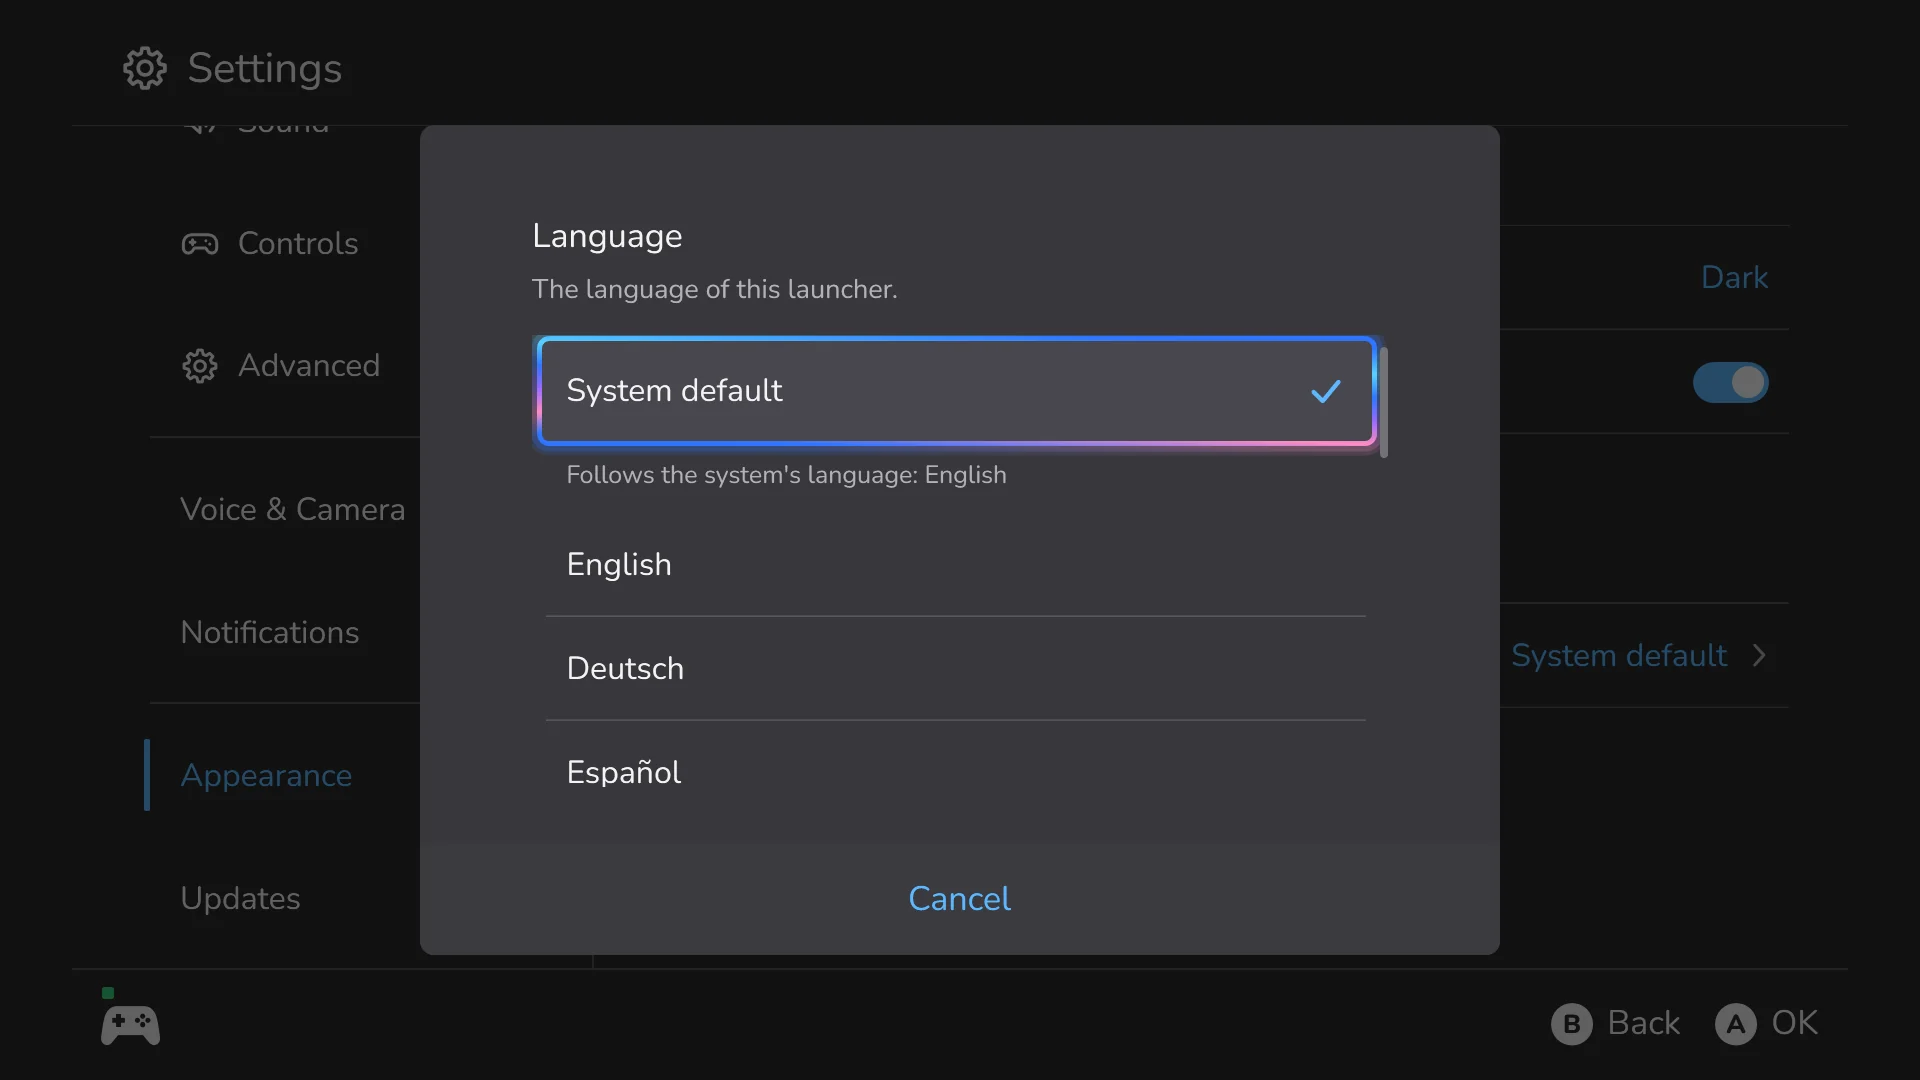 Settings
Sound
Controls
Advanced
Voice & Camera
Notifications
Appearance
Updates
Language
The language of this launcher.
System default
Follows the system's language: English
English
Deutsch
Español
Cancel
Dark
System default
B Back
A OK